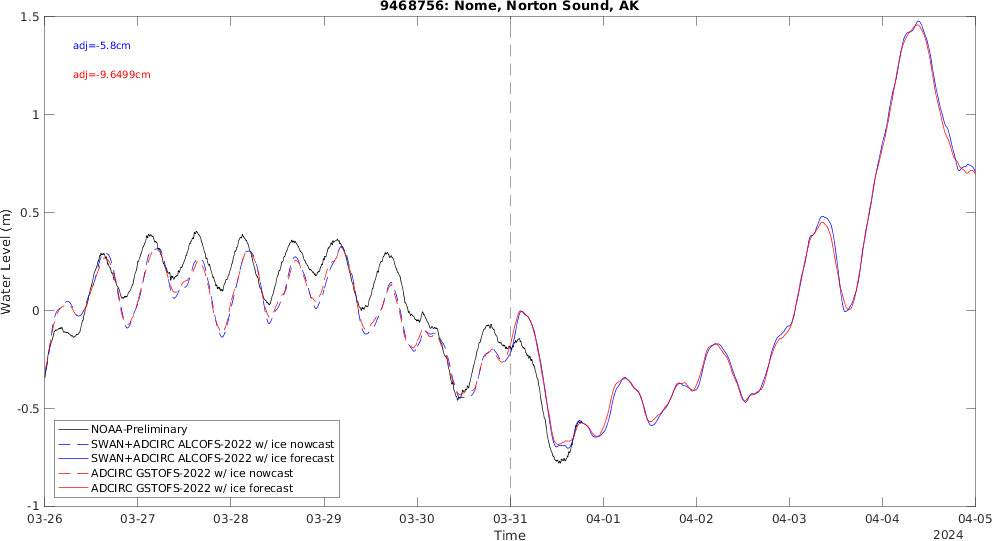 9468756: Nome, Norton Sound, AK
adj=-5.8cm
adj=-9.6499cm
1.5
1
0.5
0
-0.5
-1
Water Level (m)
NOAA-Preliminary
SWAN+ADCIRC ALCOFS-2022 w/ ice nowcast
SWAN+ADCIRC ALCOFS-2022 w/ ice forecast
ADCIRC GSTOFS-2022 w/ ice nowcast
ADCIRC GSTOFS-2022 w/ ice forecast
03-26 03-27 03-28 03-29 03-30 03-31 04-01 04-02 04-03 04-04 04-05
Time
2024